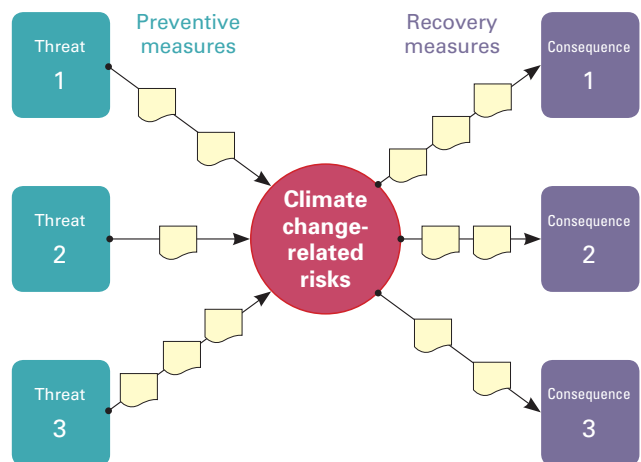 Preventive
measures
Recovery
measures
Threat
1
Consequence
1
Threat
2
Climate
change-
related
risks
Consequence
2
Threat
3
Consequence
3